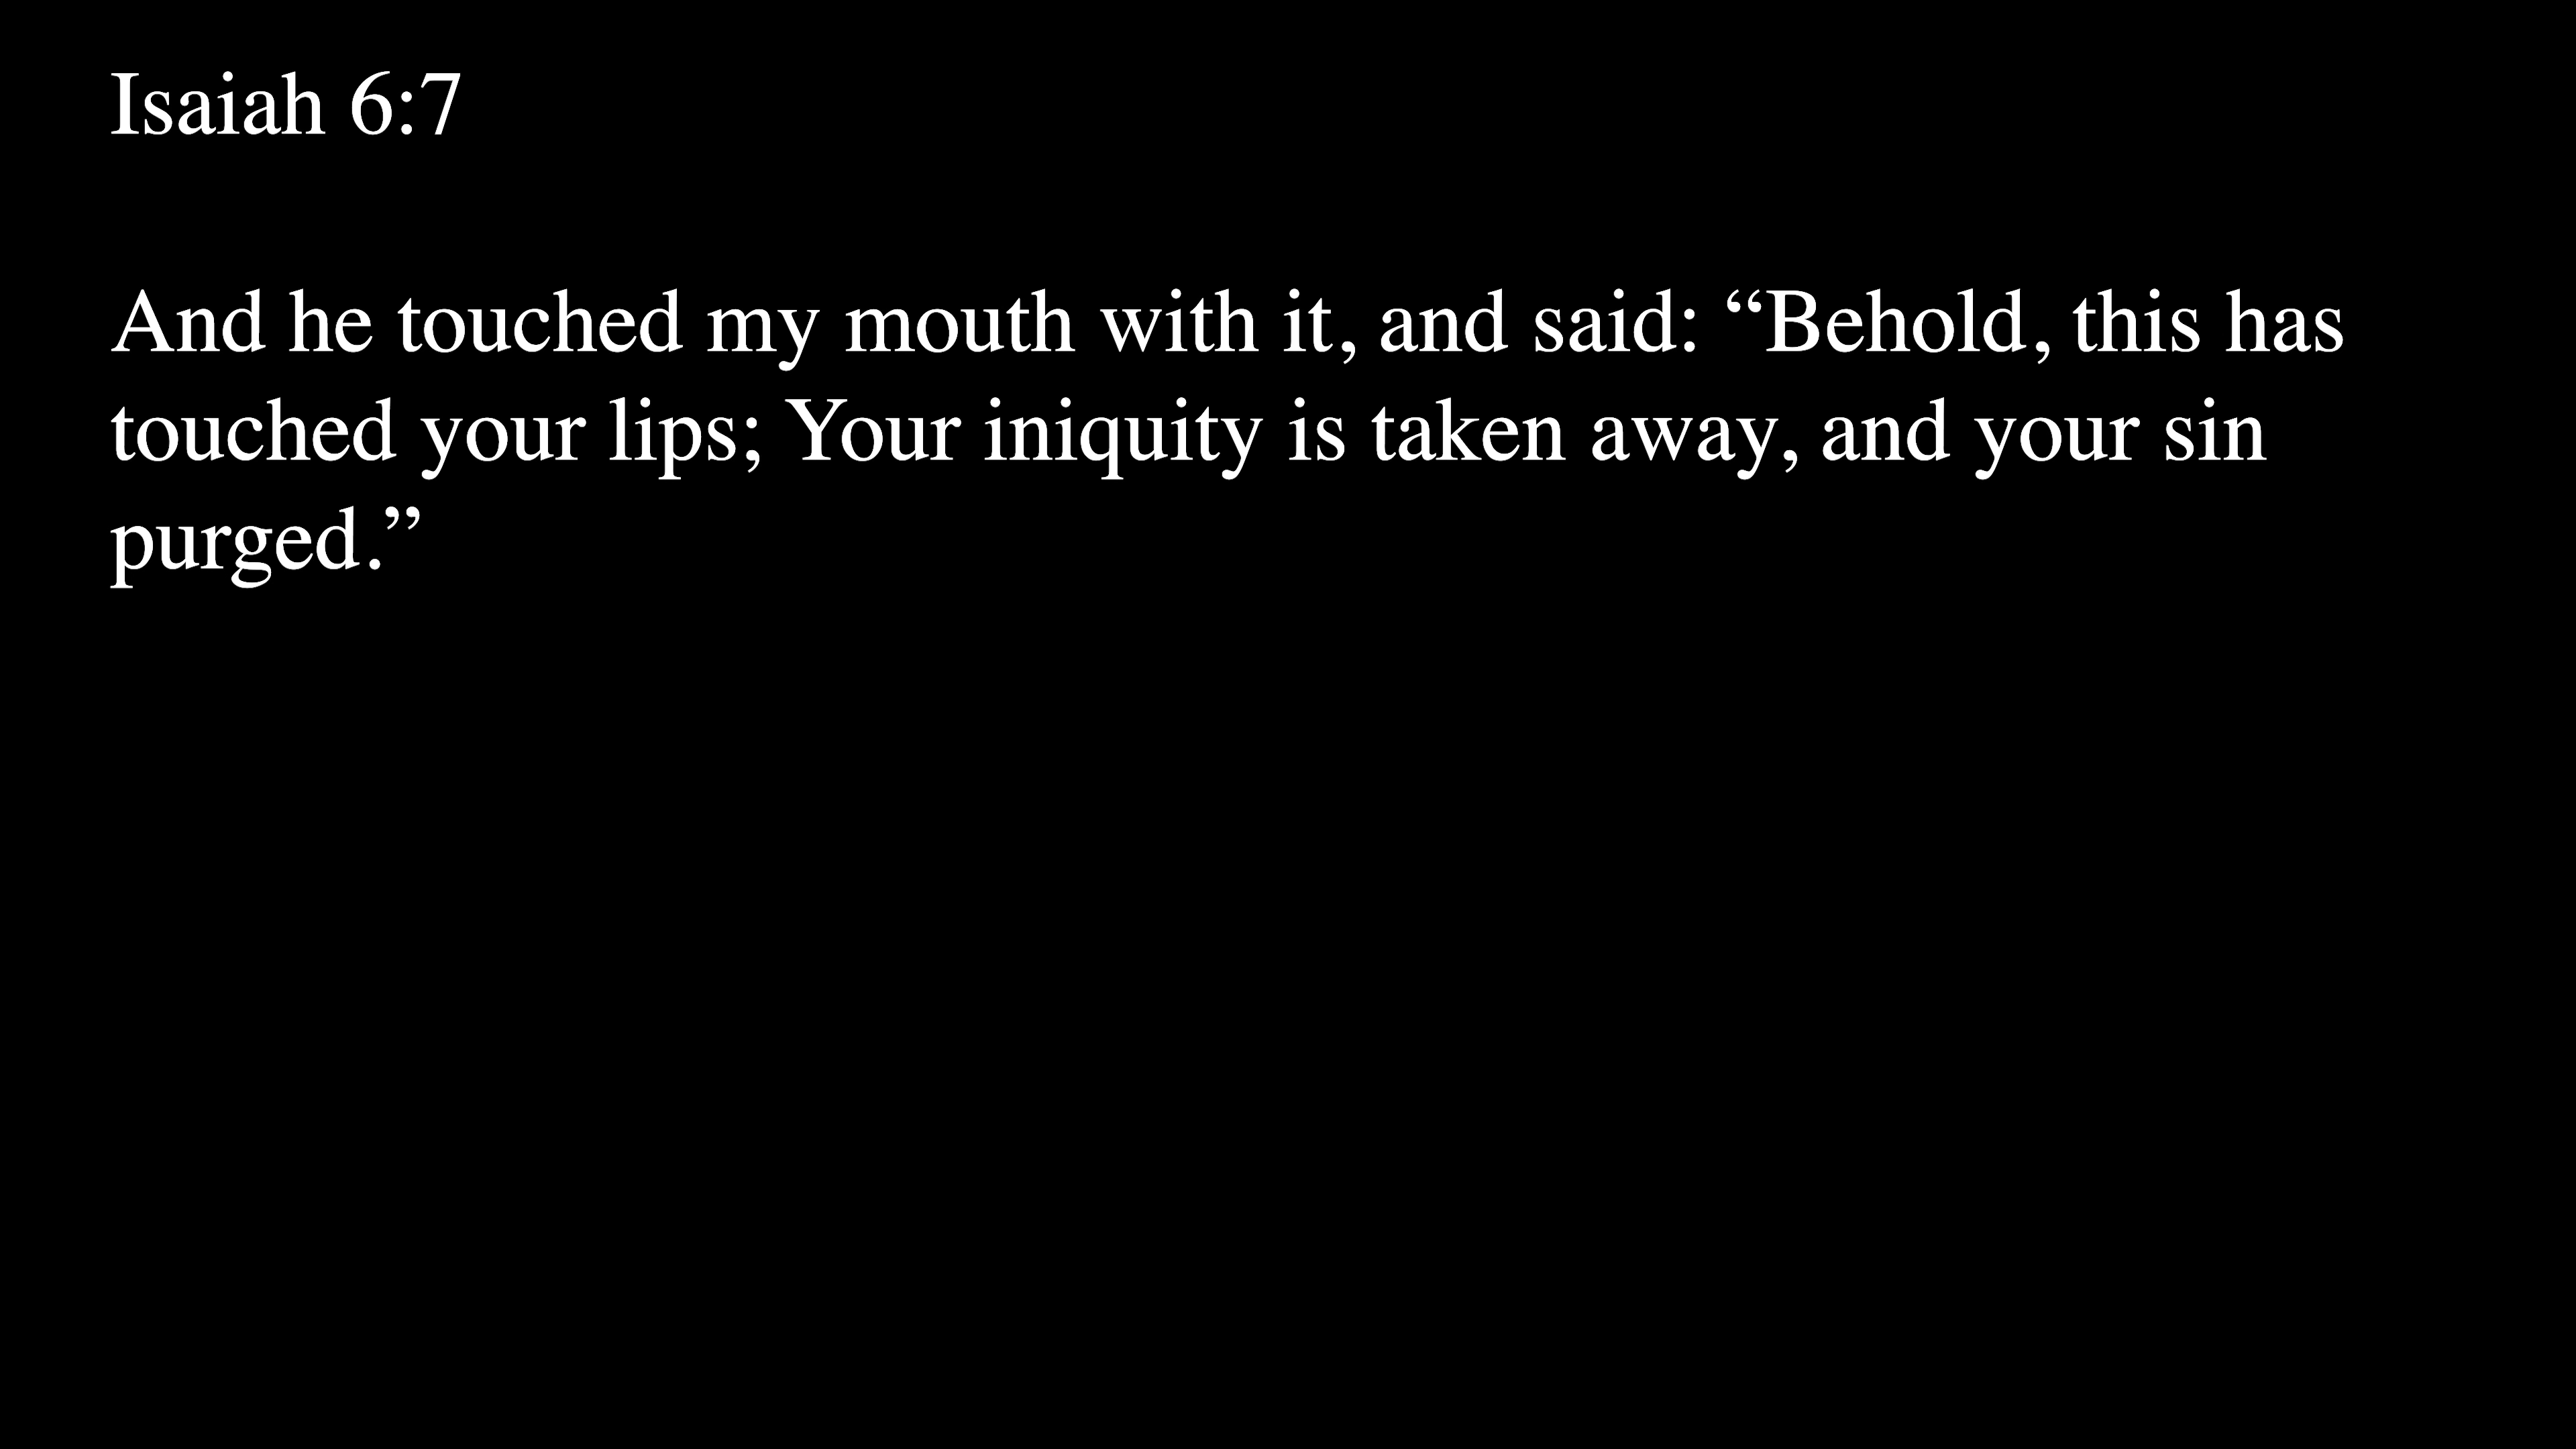 Isaiah 6:7
And he touched my mouth with it, and said: “Behold, this has
touched your lips; Your iniquity is taken away, and your sin
purged.”